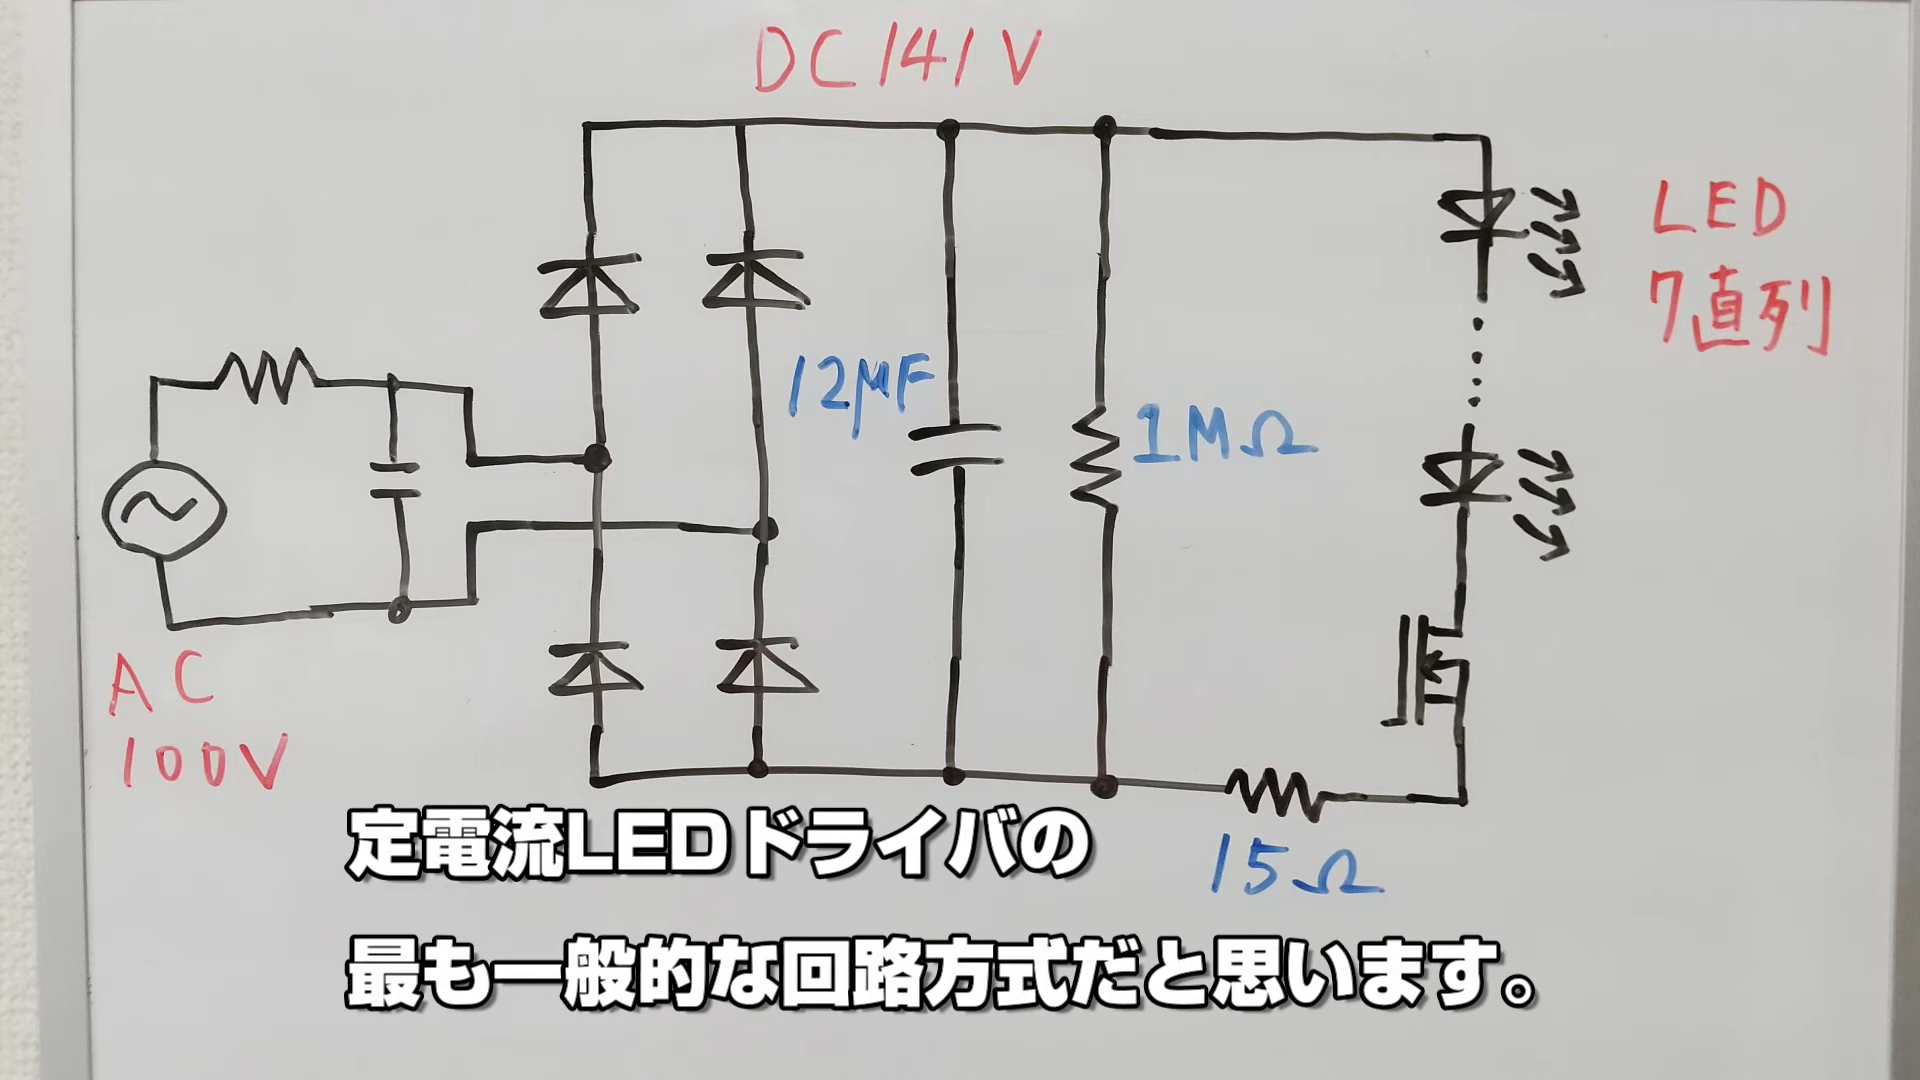 DC141V
LED
7直列
12μF
1MΩ
AC
100V
15Ω
定電流LEDドライバの
最も一般的な回路方式だと思います。